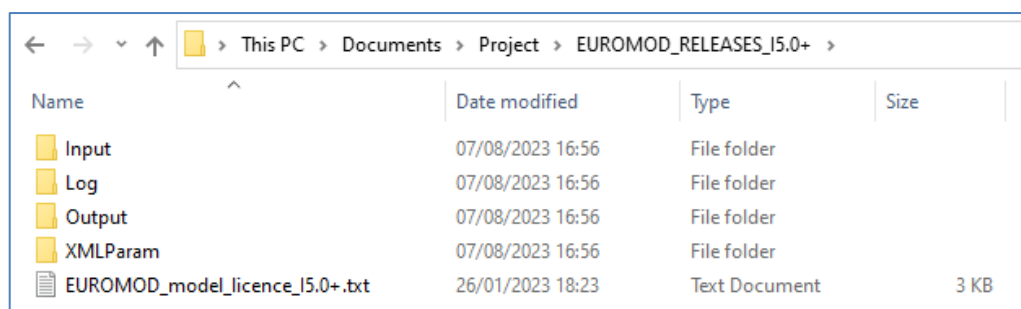 This PC > Documents > Project > EUROMOD_RELEASES_I5.0+ >
Name Date modified Type Size
Input 07/08/2023 16:56 File folder
Log 07/08/2023 16:56 File folder
Output 07/08/2023 16:56 File folder
XMLParam 07/08/2023 16:56 File folder
EUROMOD_model_licence_I5.0+.txt 26/01/2023 18:23 Text Document 3 KB